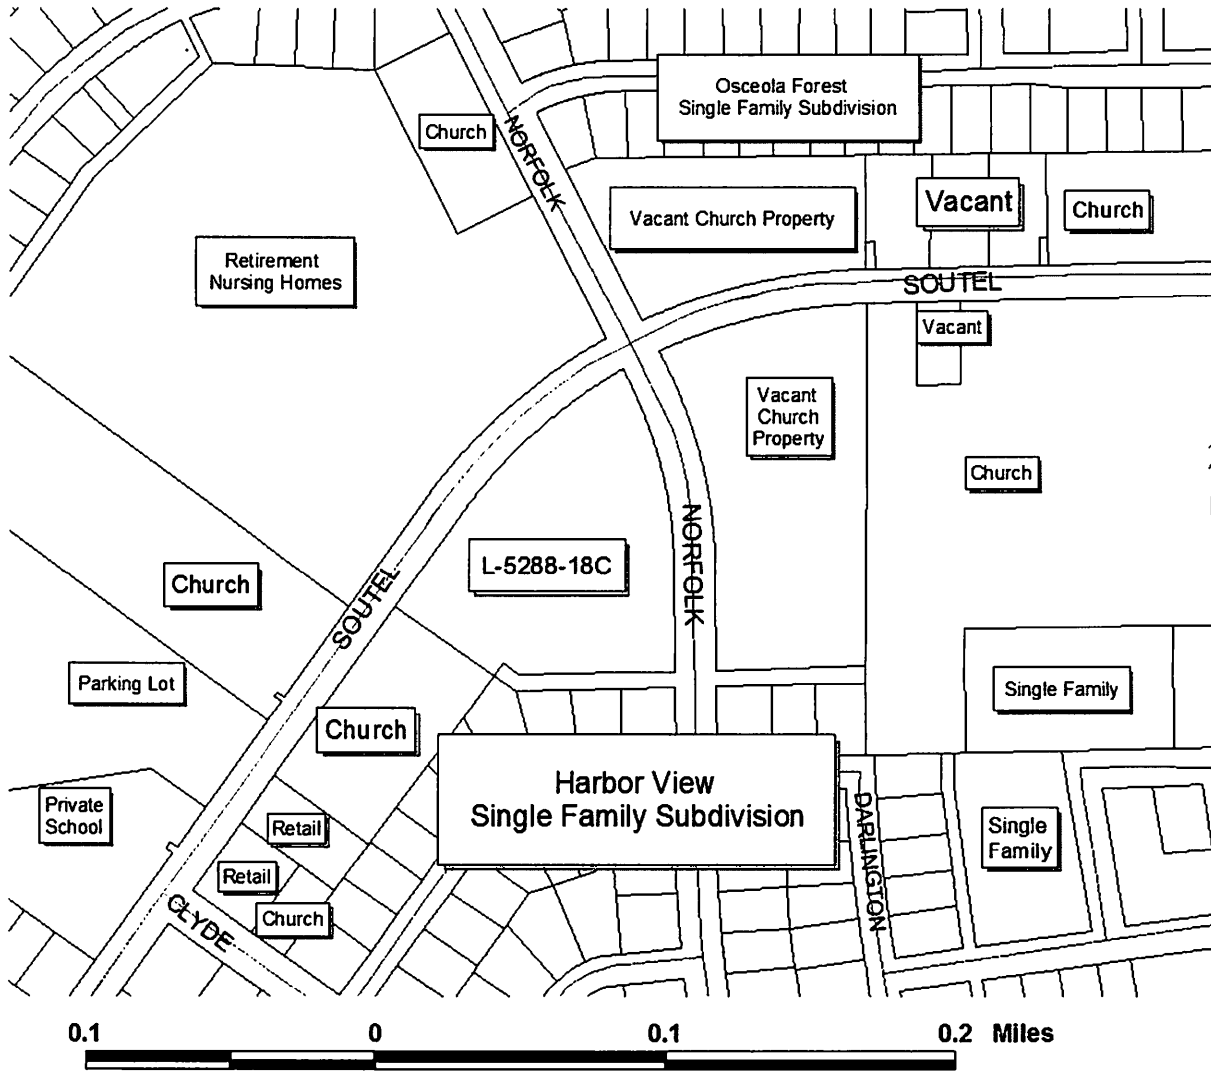 Osceola Forest
Single Family Subdivision
Church
NORFOLK
Vacant
Church
Vacant Church Property
Retirement
Nursing Homes
SOUTEL
Vacant
Vacant
Church
Property
Church
NORFOLK
L-5288-18C
Church
SOUTEL
Parking Lot
Single Family
Church
Harbor View
Single Family Subdivision
Private
School
Retail
DARLINGTON
Single
Family
Retail
Church
CLYDE
0.1 0 0.1 0.2 Miles